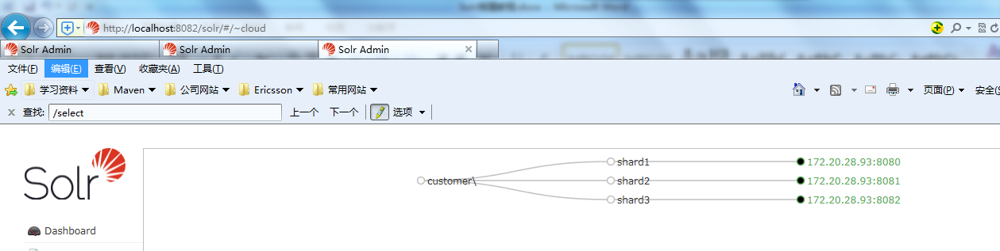 http://localhost:8082/solr/#/~cloud
Solr Admin Solr Admin Solr Admin
文件(F) 编辑(E) 查看(V) 收藏夹(A) 工具(T)
学习资料 Maven 公司网站 Ericsson 常用网站 页面(P) 安全(S
查找: /select 上一个 下一个 选项
Solr
customer\
shard1 172.20.28.93:8080
shard2 172.20.28.93:8081
shard3 172.20.28.93:8082
Dashboard